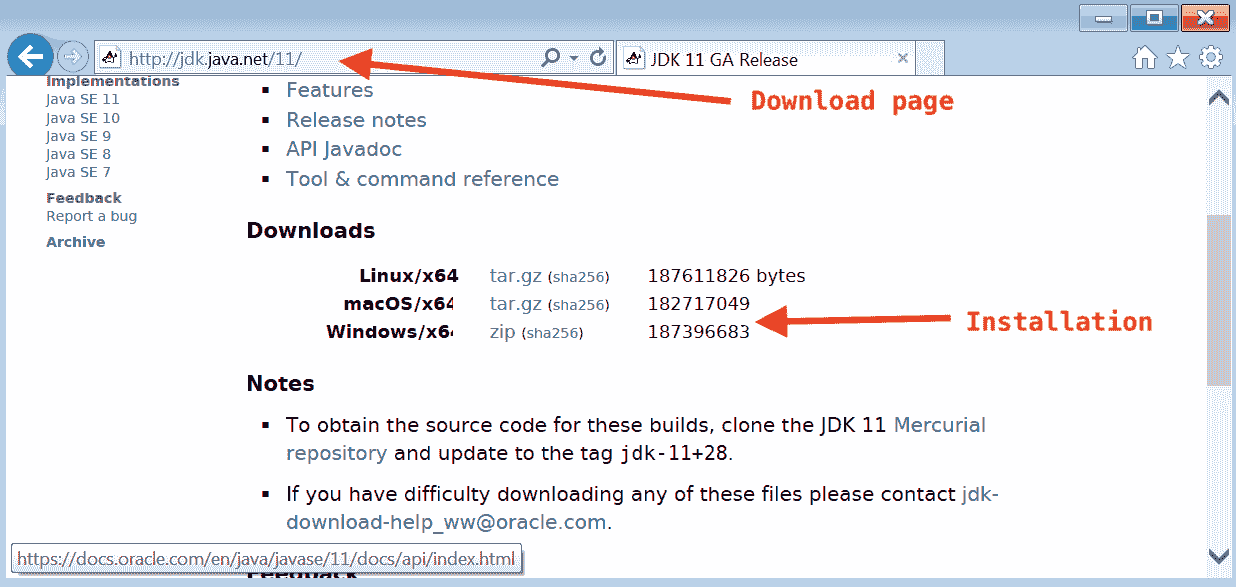 http://jdk.java.net/11/
JDK 11 GA Release
Download page
Implementations
Java SE 11
Java SE 10
Java SE 9
Java SE 8
Java SE 7
Feedback
Report a bug
Archive
Features
Release notes
API Javadoc
Tool & command reference
Downloads
Linux/x64 tar.gz (sha256) 187611826 bytes
macOS/x64 tar.gz (sha256) 182717049
Windows/x64 zip (sha256) 187396683
Installation
Notes
To obtain the source code for these builds, clone the JDK 11 Mercurial
repository and update to the tag jdk-11+28.
If you have difficulty downloading any of these files please contact jdk-
download-help_ww@oracle.com.
https://docs.oracle.com/en/java/javase/11/docs/api/index.html
Feedback